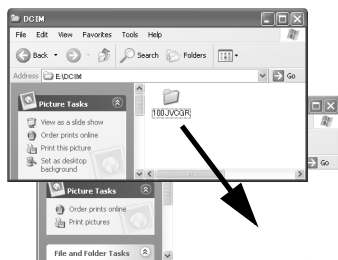 DCIM
File Edit View Favorites Tools Help
Back Search Folders
Address E:\DCIM Go
Picture Tasks
View as a slide show
Order prints online
Print this picture
Set as desktop
background
100JVCGR
Go
Picture Tasks
Order prints online
Print this picture
File and Folder Tasks